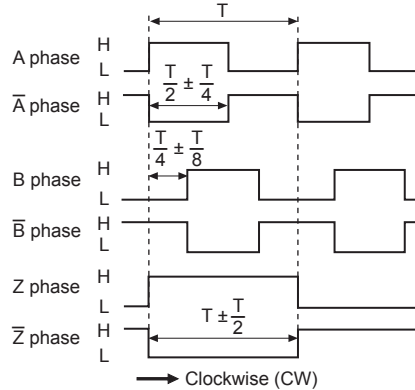 T
H
A phase
L
T/2 ± T/4
H
A̅ phase
L
T/4 ± T/8
H
B phase
L
H
B̅ phase
L
H
Z phase
L
T ± T/2
H
Z̅ phase
L
Clockwise (CW)